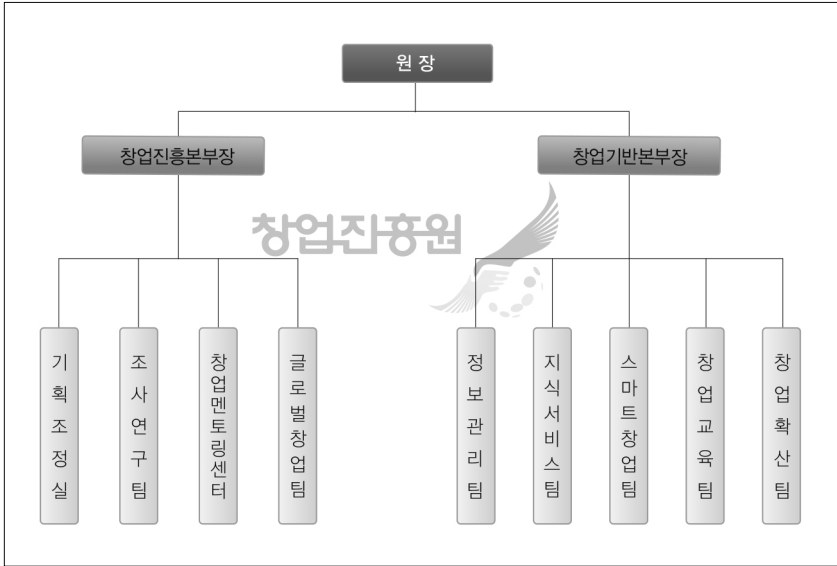 원 장
창업진흥본부장
창업기반본부장
창업진흥원
기획조정실
조사연구팀
창업멘토링센터
글로벌창업팀
정보관리팀
지식서비스팀
스마트창업팀
창업교육팀
창업확산팀